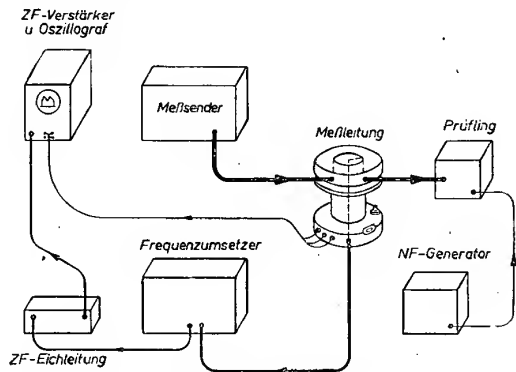 ZF-Verstärker
u Oszillograf
Meßsender
Meßleitung
Prüfling
Frequenzumsetzer
NF-Generator
ZF-Eichleitung